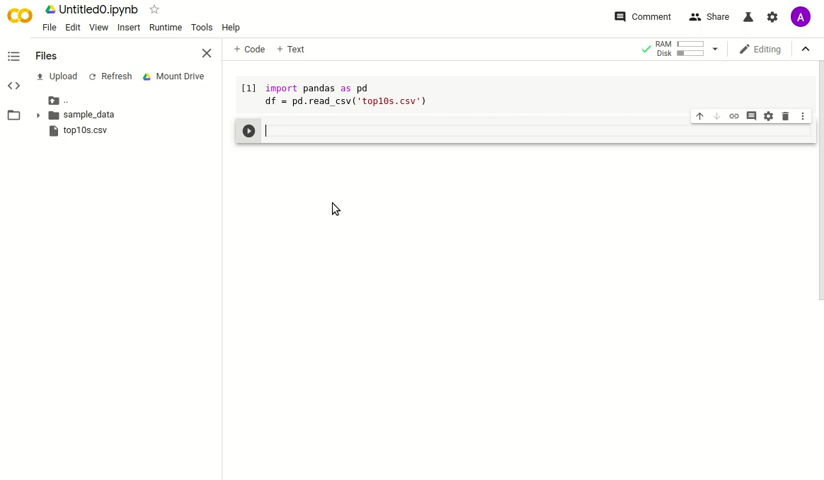 Untitled0.ipynb
File Edit View Insert Runtime Tools Help
Comment Share A
Files
Upload Refresh Mount Drive
..
sample_data
top10s.csv
+ Code + Text
RAM
Disk
Editing
[1] import pandas as pd
df = pd.read_csv('top10s.csv')